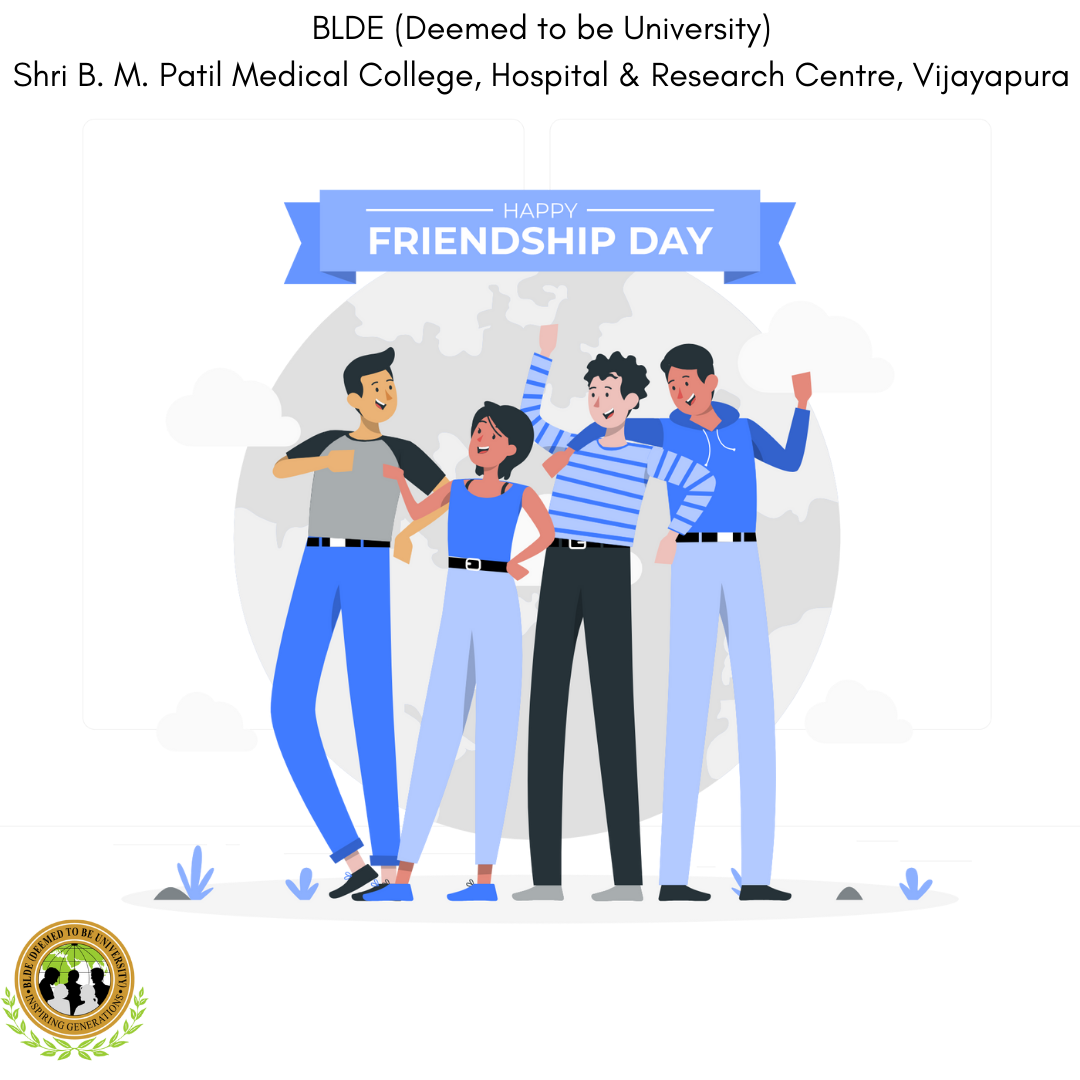 BLDE (Deemed to be University)
Shri B. M. Patil Medical College, Hospital & Research Centre, Vijayapura
HAPPY
FRIENDSHIP DAY
BLDE (DEEMED TO BE UNIVERSITY)
INSPIRING GENERATIONS